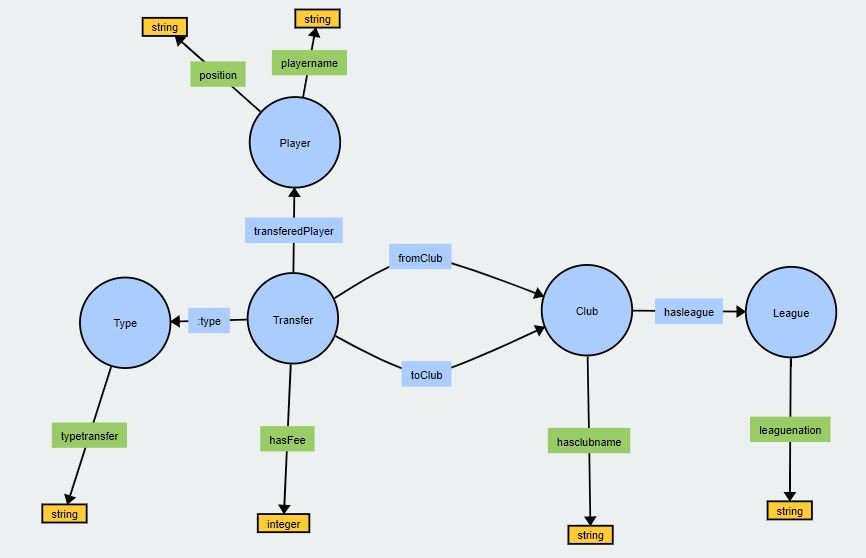 string
string
playername
position
Player
transferedPlayer
fromClub
Type
:type
Transfer
Club
hasleague
League
toClub
typetransfer
hasFee
hasclubname
leaguenation
string
integer
string
string